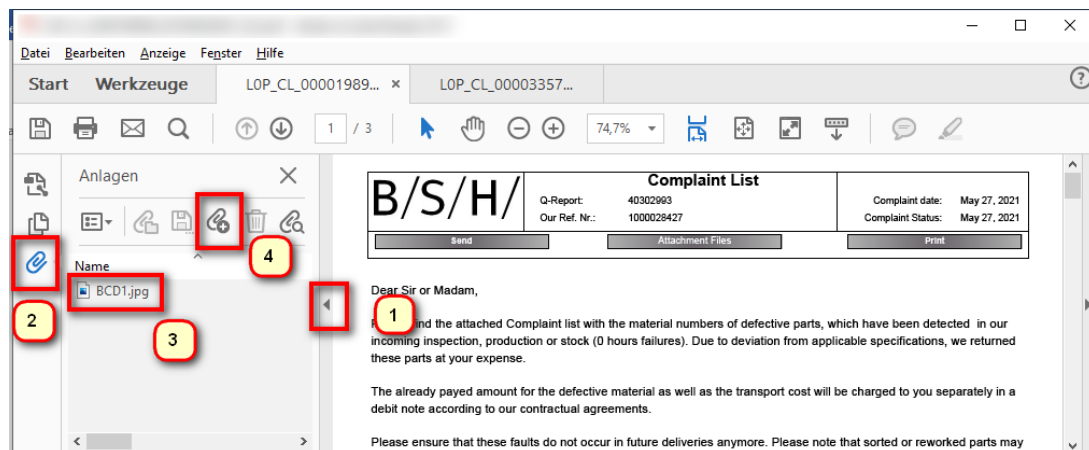 Datei Bearbeiten Anzeige Fenster Hilfe
Start Werkzeuge L0P_CL_00001989... × L0P_CL_00003357...
1 / 3 74,7%
Anlagen
4
Name
BCD1.jpg
2
3
1
B/S/H/
Complaint List
Q-Report: 40302993 Complaint date: May 27, 2021
Our Ref. Nr.: 1000028427 Complaint Status: May 27, 2021
Send Attachment Files Print
Dear Sir or Madam,
find the attached Complaint list with the material numbers of defective parts, which have been detected in our
incoming inspection, production or stock (0 hours failures). Due to deviation from applicable specifications, we returned
these parts at your expense.
The already payed amount for the defective material as well as the transport cost will be charged to you separately in a
debit note according to our contractual agreements.
Please ensure that these faults do not occur in future deliveries anymore. Please note that sorted or reworked parts may